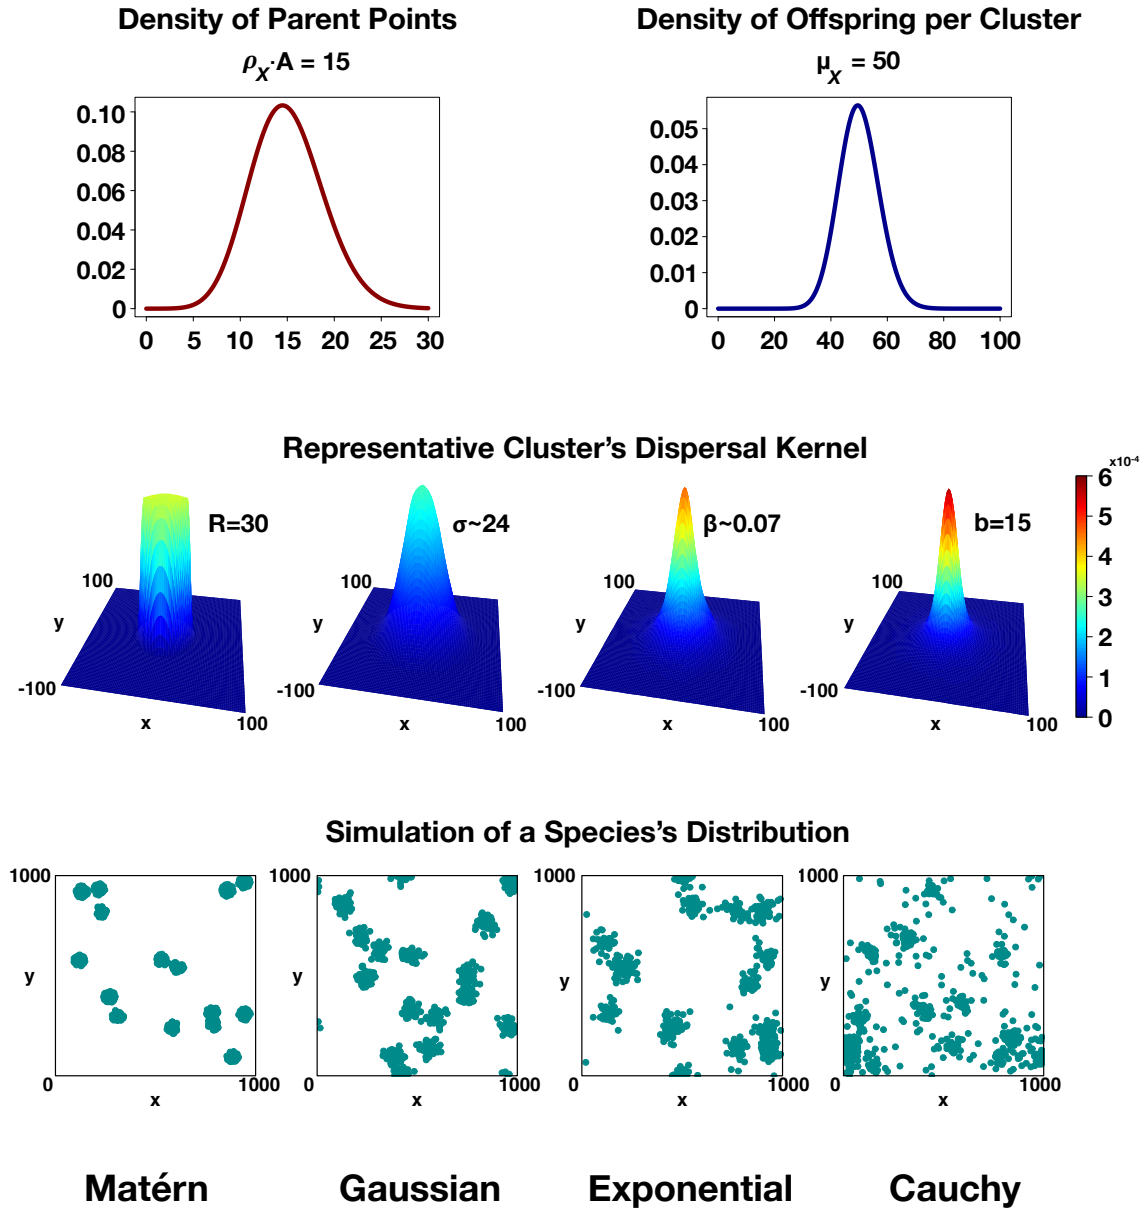 Density of Parent Points
Density of Offspring per Cluster
ρX·A = 15
μX = 50
0.10
0.08
0.06
0.04
0.02
0
0 5 10 15 20 25 30
0.05
0.04
0.03
0.02
0.01
0
0 20 40 60 80 100
Representative Cluster's Dispersal Kernel
x10-4
R=30
σ~24
β~0.07
b=15
100
y
-100
x
100
100
y
-100
x
100
100
y
-100
x
100
100
y
-100
x
100
6
5
4
3
2
1
0
Simulation of a Species's Distribution
1000
y
0
1000
x
1000
y
0
1000
x
1000
y
0
1000
x
1000
y
0
1000
x
Matérn
Gaussian
Exponential
Cauchy